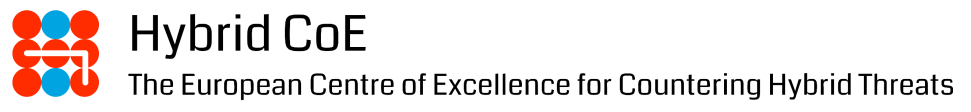 Hybrid CoE
The European Centre of Excellence for Countering Hybrid Threats